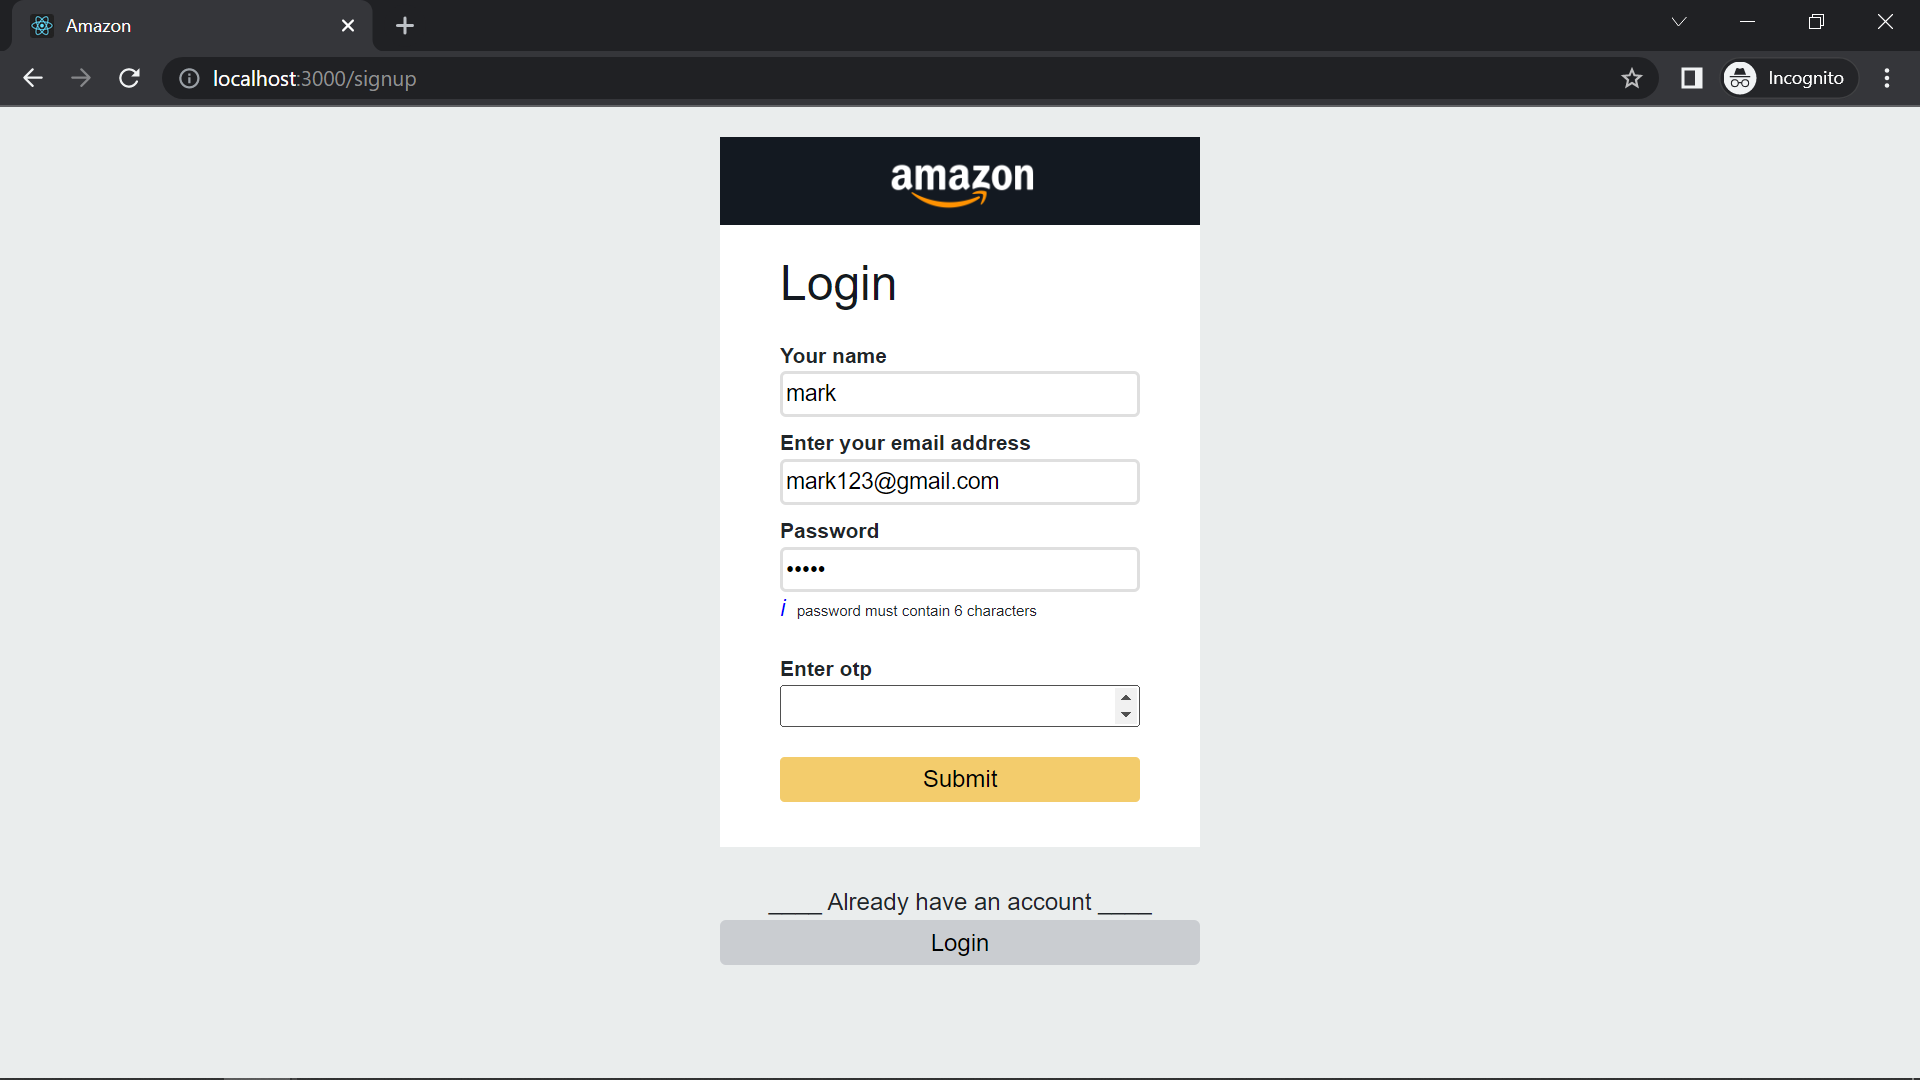 Amazon
localhost:3000/signup
Incognito
amazon
Login
Your name
mark
Enter your email address
mark123@gmail.com
Password
•••••
i password must contain 6 characters
Enter otp
Submit
____ Already have an account ____
Login